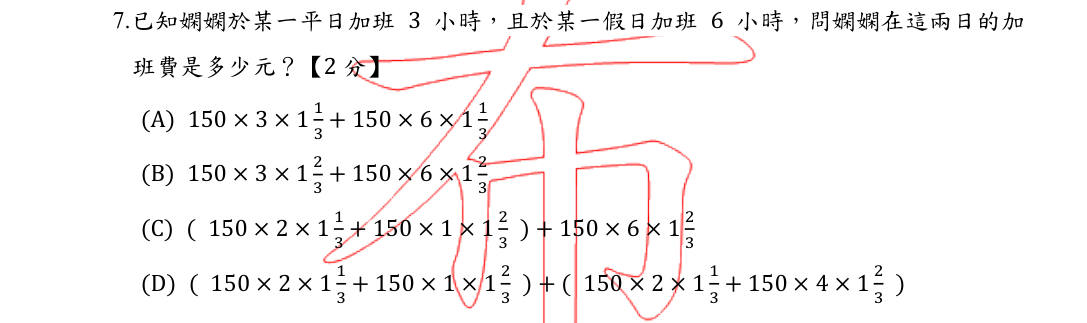 7.已知嫻嫻於某一平日加班 3 小時，且於某一假日加班 6 小時，問嫻嫻在這兩日的加
班費是多少元？【2 分】
(A) 150 × 3 × 1 1/3 + 150 × 6 × 1 1/3
(B) 150 × 3 × 1 2/3 + 150 × 6 × 1 2/3
(C) ( 150 × 2 × 1 1/3 + 150 × 1 × 1 2/3 ) + 150 × 6 × 1 2/3
(D) ( 150 × 2 × 1 1/3 + 150 × 1 × 1 2/3 ) + ( 150 × 2 × 1 1/3 + 150 × 4 × 1 2/3 )
布